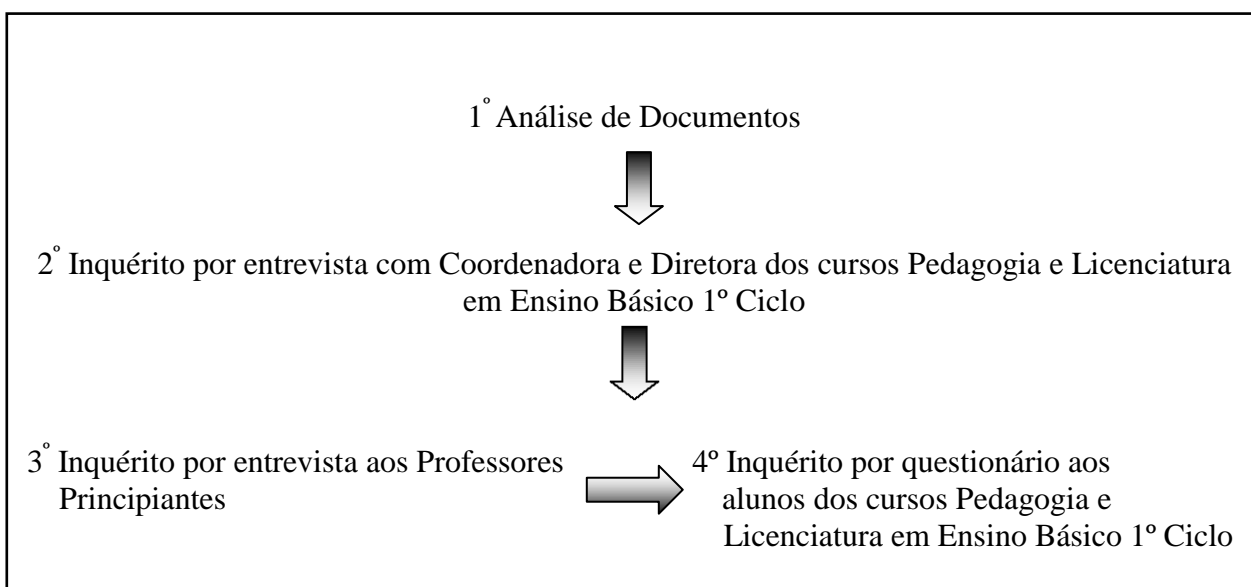 1º Análise de Documentos
2º Inquérito por entrevista com Coordenadora e Diretora dos cursos Pedagogia e Licenciatura
em Ensino Básico 1º Ciclo
3º Inquérito por entrevista aos Professores
Principiantes
4º Inquérito por questionário aos
alunos dos cursos Pedagogia e
Licenciatura em Ensino Básico 1º Ciclo